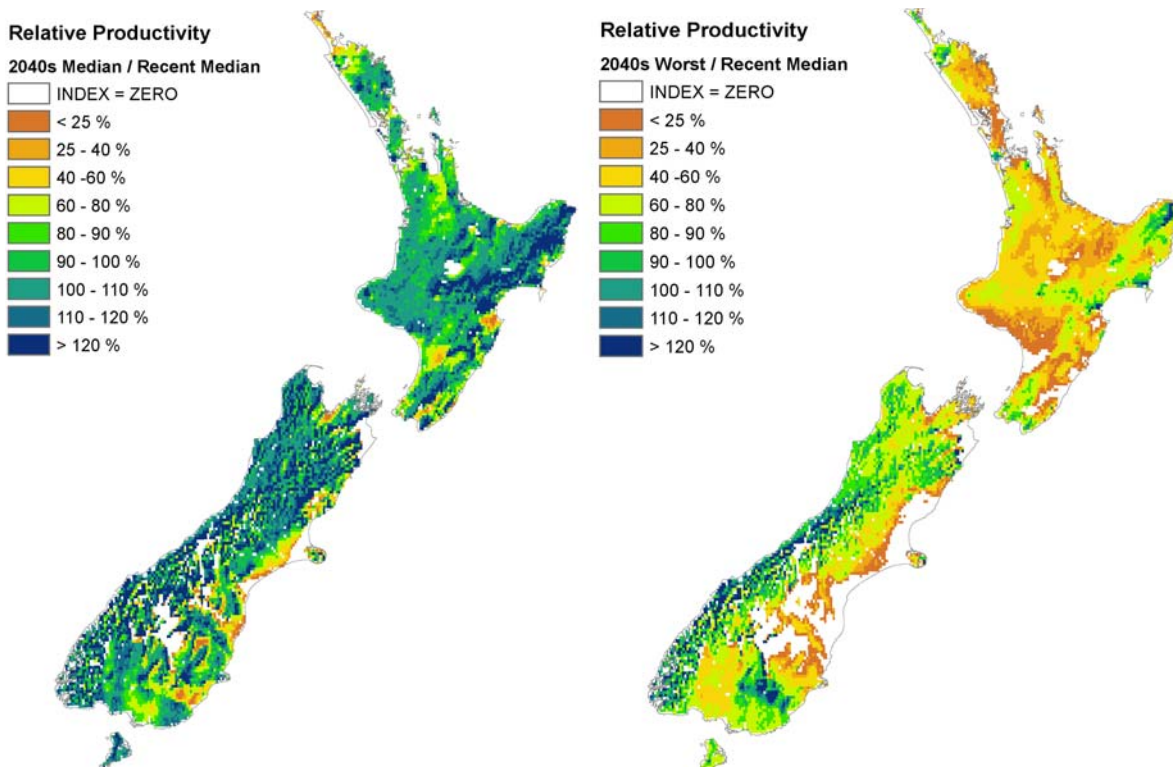 Relative Productivity
2040s Median / Recent Median
INDEX = ZERO
< 25 %
25 - 40 %
40 -60 %
60 - 80 %
80 - 90 %
90 - 100 %
100 - 110 %
110 - 120 %
> 120 %
Relative Productivity
2040s Worst / Recent Median
INDEX = ZERO
< 25 %
25 - 40 %
40 -60 %
60 - 80 %
80 - 90 %
90 - 100 %
100 - 110 %
110 - 120 %
> 120 %